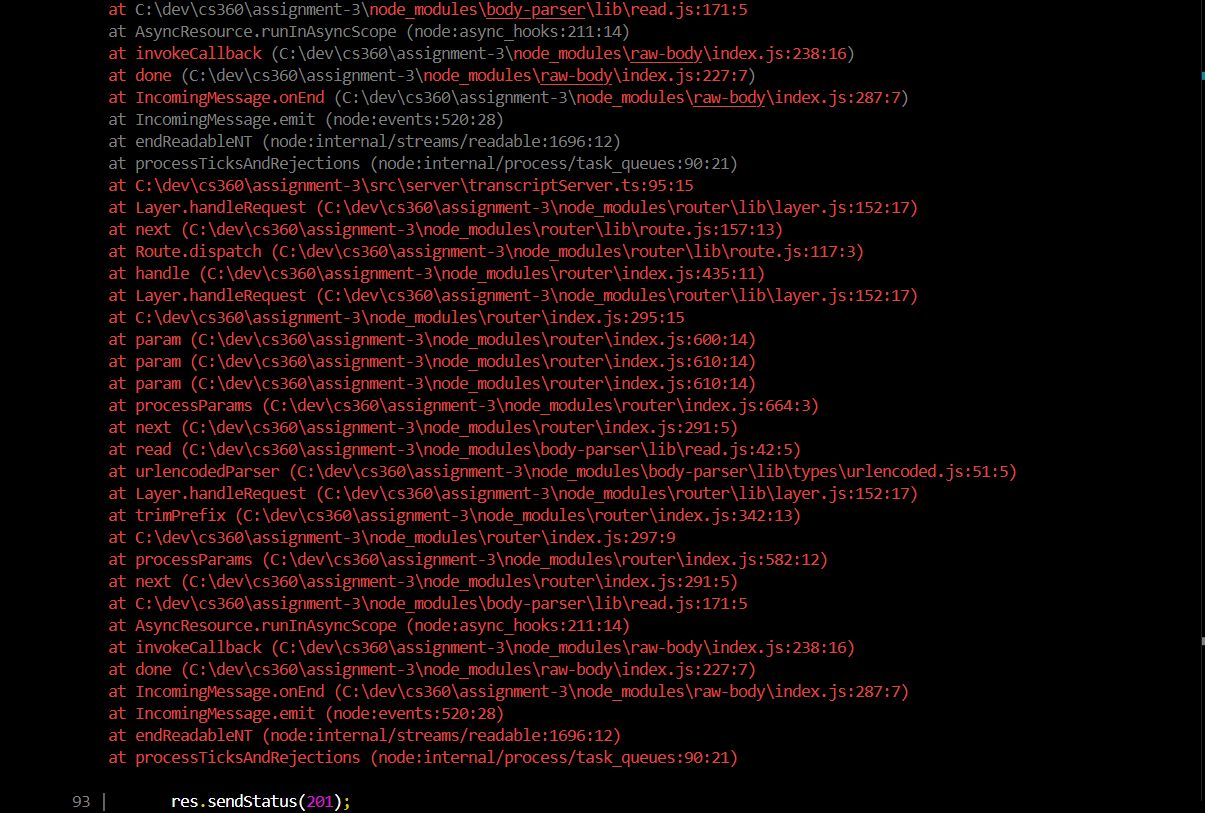 at C:\dev\cs360\assignment-3\node_modules\body-parser\lib\read.js:171:5
at AsyncResource.runInAsyncScope (node:async_hooks:211:14)
at invokeCallback (C:\dev\cs360\assignment-3\node_modules\raw-body\index.js:238:16)
at done (C:\dev\cs360\assignment-3\node_modules\raw-body\index.js:227:7)
at IncomingMessage.onEnd (C:\dev\cs360\assignment-3\node_modules\raw-body\index.js:287:7)
at IncomingMessage.emit (node:events:520:28)
at endReadableNT (node:internal/streams/readable:1696:12)
at processTicksAndRejections (node:internal/process/task_queues:90:21)
at C:\dev\cs360\assignment-3\src\server\transcriptServer.ts:95:15
at Layer.handleRequest (C:\dev\cs360\assignment-3\node_modules\router\lib\layer.js:152:17)
at next (C:\dev\cs360\assignment-3\node_modules\router\lib\route.js:157:13)
at Route.dispatch (C:\dev\cs360\assignment-3\node_modules\router\lib\route.js:117:3)
at handle (C:\dev\cs360\assignment-3\node_modules\router\index.js:435:11)
at Layer.handleRequest (C:\dev\cs360\assignment-3\node_modules\router\lib\layer.js:152:17)
at C:\dev\cs360\assignment-3\node_modules\router\index.js:295:15
at param (C:\dev\cs360\assignment-3\node_modules\router\index.js:600:14)
at param (C:\dev\cs360\assignment-3\node_modules\router\index.js:610:14)
at param (C:\dev\cs360\assignment-3\node_modules\router\index.js:610:14)
at processParams (C:\dev\cs360\assignment-3\node_modules\router\index.js:664:3)
at next (C:\dev\cs360\assignment-3\node_modules\router\index.js:291:5)
at read (C:\dev\cs360\assignment-3\node_modules\body-parser\lib\read.js:42:5)
at urlencodedParser (C:\dev\cs360\assignment-3\node_modules\body-parser\lib\types\urlencoded.js:51:5)
at Layer.handleRequest (C:\dev\cs360\assignment-3\node_modules\router\lib\layer.js:152:17)
at trimPrefix (C:\dev\cs360\assignment-3\node_modules\router\index.js:342:13)
at C:\dev\cs360\assignment-3\node_modules\router\index.js:297:9
at processParams (C:\dev\cs360\assignment-3\node_modules\router\index.js:582:12)
at next (C:\dev\cs360\assignment-3\node_modules\router\index.js:291:5)
at C:\dev\cs360\assignment-3\node_modules\body-parser\lib\read.js:171:5
at AsyncResource.runInAsyncScope (node:async_hooks:211:14)
at invokeCallback (C:\dev\cs360\assignment-3\node_modules\raw-body\index.js:238:16)
at done (C:\dev\cs360\assignment-3\node_modules\raw-body\index.js:227:7)
at IncomingMessage.onEnd (C:\dev\cs360\assignment-3\node_modules\raw-body\index.js:287:7)
at IncomingMessage.emit (node:events:520:28)
at endReadableNT (node:internal/streams/readable:1696:12)
at processTicksAndRejections (node:internal/process/task_queues:90:21)
93 | res.sendStatus(201);